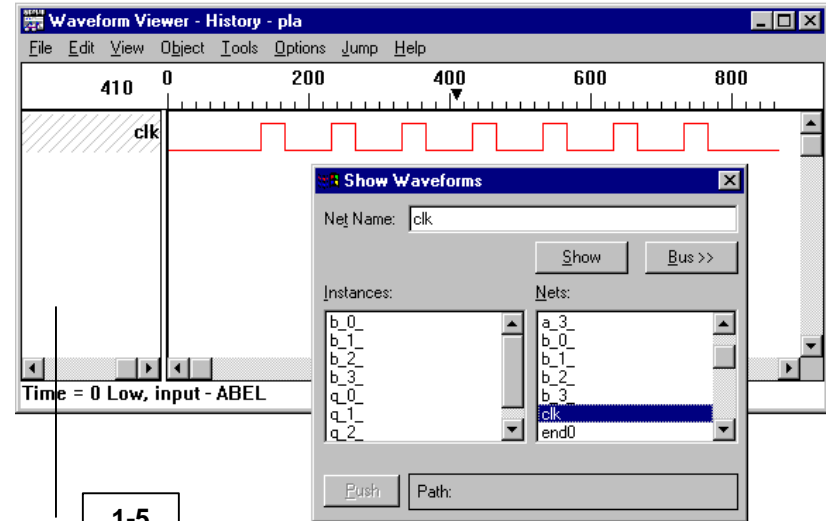 Waveform Viewer - History - pla
File Edit View Object Tools Options Jump Help
410 0 200 400 600 800
clk
Show Waveforms
Net Name: clk
Show Bus >>
Instances: Nets:
b_0_ a_3_
b_1_ b_0_
b_2_ b_1_
b_3_ b_2_
q_0_ b_3_
q_1_ clk
q_2_ end0
Time = 0 Low, input - ABEL
Push Path:
1-5